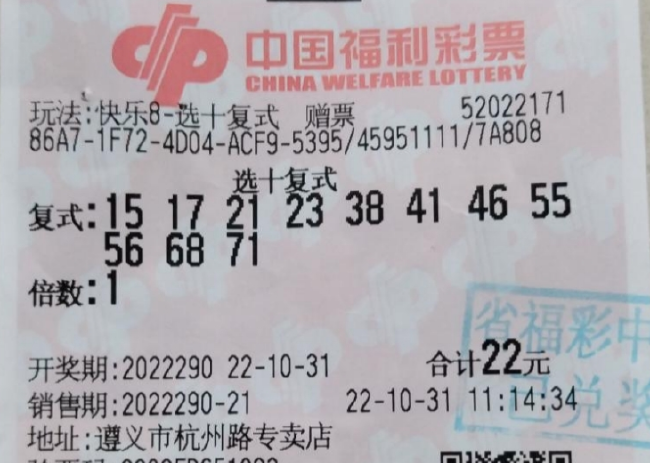 中国福利彩票
CHINA WELFARE LOTTERY
玩法:快乐8-选十复式 赠票 52022171
86A7-1F72-4D04-ACF9-5395/45951111/7A808
选十复式
复式:15 17 21 23 38 41 46 55
56 68 71
倍数:1
省福彩中
已兑奖
开奖期:2022290 22-10-31 合计22元
销售期:2022290-21 22-10-31 11:14:34
地址:遵义市杭州路专卖店